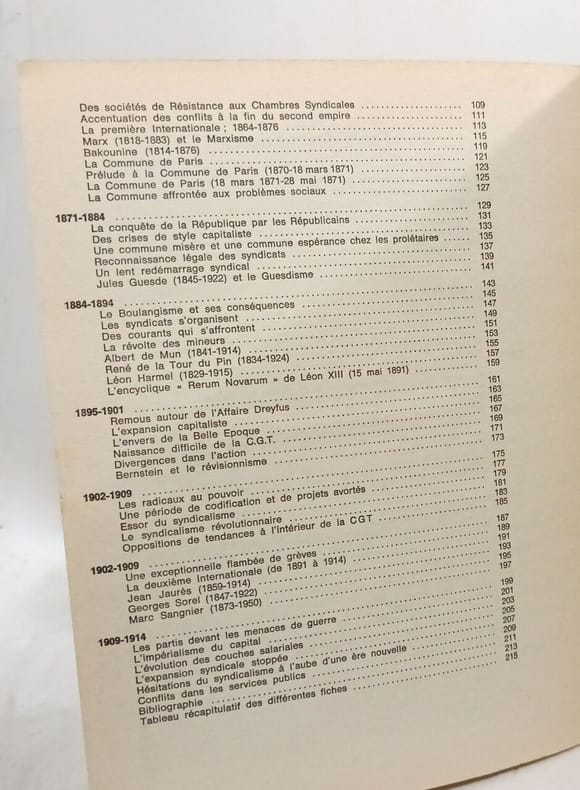 Des sociétés de Résistance aux Chambres Syndicales .................. 109
Accentuation des conflits à la fin du second empire .................. 111
La première Internationale ; 1864-1876 .................. 113
Marx (1818-1883) et le Marxisme .................. 115
Bakounine (1814-1876) .................. 119
La Commune de Paris .................. 121
Prélude à la Commune de Paris (1870-18 mars 1871) .................. 123
La Commune de Paris (18 mars 1871-28 mai 1871) .................. 125
La Commune affrontée aux problèmes sociaux .................. 127
1871-1884 .................. 129
La conquête de la République par les Républicains .................. 131
Des crises de style capitaliste .................. 133
Une commune misère et une commune espérance chez les prolétaires .................. 135
Reconnaissance légale des syndicats .................. 137
Un lent redémarrage syndical .................. 139
Jules Guesde (1845-1922) et le Guesdisme .................. 141
1884-1894 .................. 143
Le Boulangisme et ses conséquences .................. 145
Les syndicats s'organisent .................. 147
Des courants qui s'affrontent .................. 149
La révolte des mineurs .................. 151
Albert de Mun (1841-1914) .................. 153
René de la Tour du Pin (1834-1924) .................. 155
Léon Harmel (1829-1915) .................. 157
L'encyclique « Rerum Novarum » de Léon XIII (15 mai 1891) .................. 159
1895-1901 .................. 161
Remous autour de l'Affaire Dreyfus .................. 163
L'expansion capitaliste .................. 165
L'envers de la Belle Epoque .................. 167
Naissance difficile de la C.G.T. .................. 169
Divergences dans l'action .................. 171
Bernstein et le révisionnisme .................. 173
1902-1909 .................. 175
Les radicaux au pouvoir .................. 177
Une période de codification et de projets avortés .................. 179
Essor du syndicalisme .................. 181
Le syndicalisme révolutionnaire .................. 183
Oppositions de tendances à l'intérieur de la CGT .................. 185
1902-1909 .................. 187
Une exceptionnelle flambée de grèves .................. 189
La deuxième Internationale (de 1891 à 1914) .................. 191
Jean Jaurès (1859-1914) .................. 193
Georges Sorel (1847-1922) .................. 195
Marc Sangnier (1873-1950) .................. 197
1909-1914 .................. 199
Les partis devant les menaces de guerre .................. 201
L'impérialisme du capital .................. 203
L'évolution des couches salariales .................. 205
L'expansion syndicale stoppée .................. 207
Hésitations du syndicalisme à l'aube d'une ère nouvelle .................. 209
Conflits dans les services publics .................. 211
Bibliographie .................. 213
Tableau récapitulatif des différentes fiches .................. 215